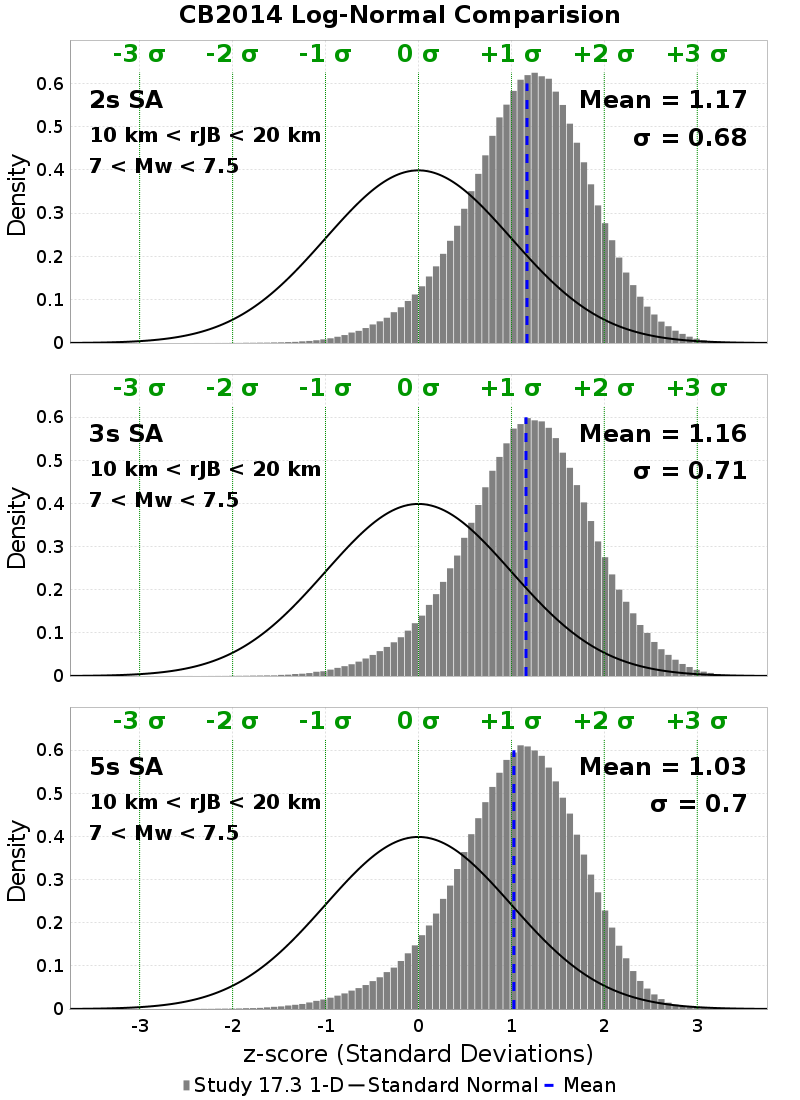 CB2014 Log-Normal Comparision
-3 σ -2 σ -1 σ 0 σ +1 σ +2 σ +3 σ
2s SA
10 km < rJB < 20 km
7 < Mw < 7.5
Mean = 1.17
σ = 0.68
Density
0.6
0.5
0.4
0.3
0.2
0.1
0
-3 σ -2 σ -1 σ 0 σ +1 σ +2 σ +3 σ
3s SA
10 km < rJB < 20 km
7 < Mw < 7.5
Mean = 1.16
σ = 0.71
Density
0.6
0.5
0.4
0.3
0.2
0.1
0
-3 σ -2 σ -1 σ 0 σ +1 σ +2 σ +3 σ
5s SA
10 km < rJB < 20 km
7 < Mw < 7.5
Mean = 1.03
σ = 0.7
Density
0.6
0.5
0.4
0.3
0.2
0.1
0
-3 -2 -1 0 1 2 3
z-score (Standard Deviations)
Study 17.3 1-D Standard Normal Mean